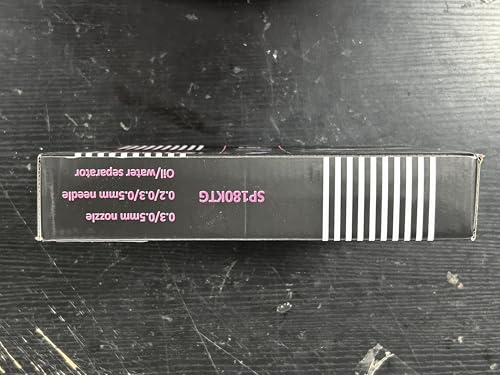 SP180KTG
0.3/0.5mm nozzle
0.2/0.3/0.5mm needle
Oil/water separator